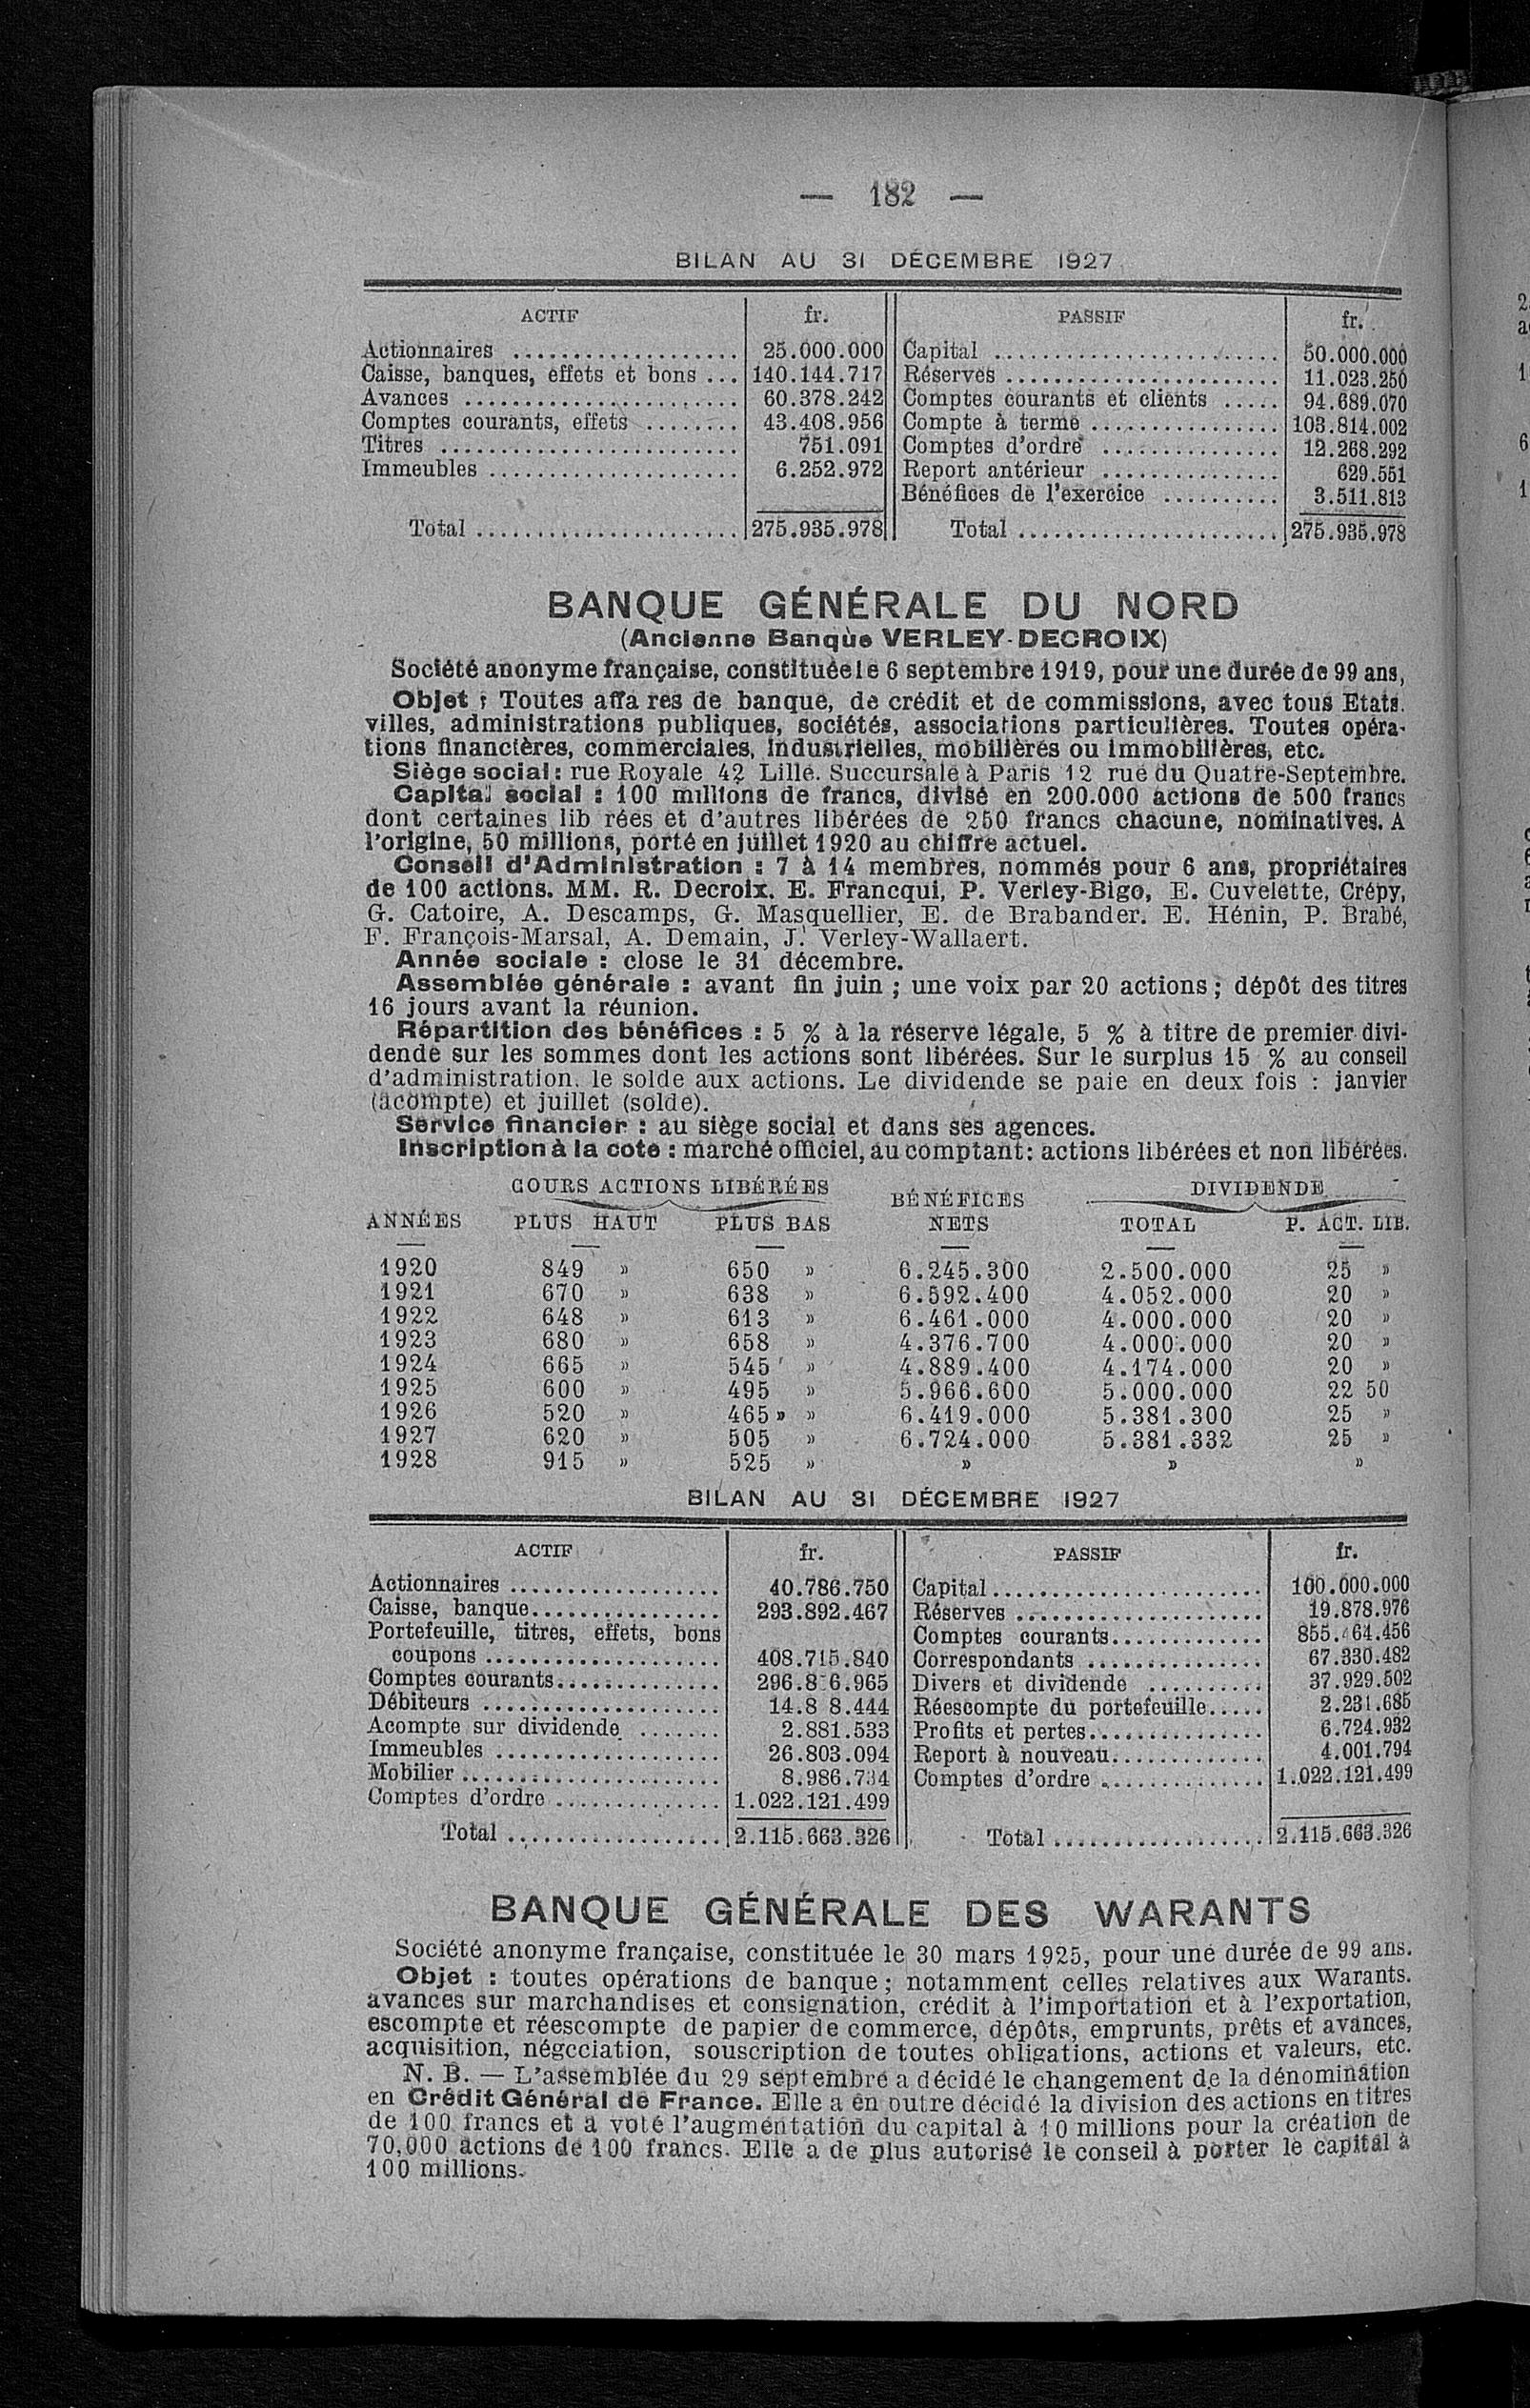 — 182 —
BILAN AU 31 DÉCEMBRE 1927
ACTIF fr. PASSIF fr.
Actionnaires ................... 25.000.000 Capital ........................ 50.000.000
Caisse, banques, effets et bons ... 140.144.717 Réserves ....................... 11.023.250
Avances ....................... 60.378.242 Comptes courants et clients ..... 94.689.070
Comptes courants, effets ........ 43.408.956 Compte à terme ................ 103.814.002
Titres ......................... 751.091 Comptes d'ordre ............... 12.268.292
Immeubles ..................... 6.252.972 Report antérieur ............... 629.551
Bénéfices de l'exercice .......... 3.511.813
Total ...................... 275.935.978 Total ...................... 275.935.978
BANQUE GÉNÉRALE DU NORD
(Ancienne Banque VERLEY-DECROIX)
Société anonyme française, constituée le 6 septembre 1919, pour une durée de 99 ans,
Objet : Toutes affa res de banque, de crédit et de commissions, avec tous Etats.
villes, administrations publiques, sociétés, associations particulières. Toutes opéra-
tions financières, commerciales, industrielles, mobilières ou immobilières, etc.
Siège social : rue Royale 42 Lille. Succursale à Paris 12 rue du Quatre-Septembre.
Capital social : 100 millions de francs, divisé en 200.000 actions de 500 francs
dont certaines lib rées et d'autres libérées de 250 francs chacune, nominatives. A
l'origine, 50 millions, porté en juillet 1920 au chiffre actuel.
Conseil d'Administration : 7 à 14 membres, nommés pour 6 ans, propriétaires
de 100 actions. MM. R. Decroix. E. Francqui, P. Verley-Bigo, E. Cuvelette, Crépy,
G. Catoire, A. Descamps, G. Masquellier, E. de Brabander. E. Hénin, P. Brabé,
F. François-Marsal, A. Demain, J. Verley-Wallaert.
Année sociale : close le 31 décembre.
Assemblée générale : avant fin juin ; une voix par 20 actions ; dépôt des titres
16 jours avant la réunion.
Répartition des bénéfices : 5 % à la réserve légale, 5 % à titre de premier divi-
dende sur les sommes dont les actions sont libérées. Sur le surplus 15 % au conseil
d'administration. le solde aux actions. Le dividende se paie en deux fois : janvier
(acompte) et juillet (solde).
Service financier : au siège social et dans ses agences.
Inscription à la cote : marché officiel, au comptant : actions libérées et non libérées.
COURS ACTIONS LIBÉRÉES BÉNÉFICES DIVIDENDE
ANNÉES PLUS HAUT PLUS BAS NETS TOTAL P. ACT. LIB.
1920 849 » 650 » 6.245.300 2.500.000 25 »
1921 670 » 638 » 6.592.400 4.052.000 20 »
1922 648 » 613 » 6.461.000 4.000.000 20 »
1923 680 » 658 » 4.376.700 4.000.000 20 »
1924 665 » 545 » 4.889.400 4.174.000 20 »
1925 600 » 495 » 5.966.600 5.000.000 22 50
1926 520 » 465 » » 6.419.000 5.381.300 25 »
1927 620 » 505 » 6.724.000 5.381.332 25 »
1928 915 » 525 » » » »
BILAN AU 31 DÉCEMBRE 1927
ACTIF fr. PASSIF fr.
Actionnaires .................. 40.786.750 Capital ....................... 100.000.000
Caisse, banque................ 293.892.467 Réserves ..................... 19.878.976
Portefeuille, titres, effets, bons Comptes courants............. 855. 64.456
coupons .................... 408.715.840 Correspondants ............... 67.330.482
Comptes courants.............. 296.8 6.965 Divers et dividende .......... 37.929.502
Débiteurs ..................... 14.8 8.444 Réescompte du portefeuille..... 2.231.685
Acompte sur dividende ....... 2.881.533 Profits et pertes............... 6.724.932
Immeubles ................... 26.803.094 Report à nouveau............. 4.001.794
Mobilier ...................... 8.986.734 Comptes d'ordre .............. 1.022.121.499
Comptes d'ordre .............. 1.022.121.499
Total .................. 2.115.663.326 Total .................. 2.115.663.326
BANQUE GÉNÉRALE DES WARANTS
Société anonyme française, constituée le 30 mars 1925, pour une durée de 99 ans.
Objet : toutes opérations de banque ; notamment celles relatives aux Warants.
avances sur marchandises et consignation, crédit à l'importation et à l'exportation,
escompte et réescompte de papier de commerce, dépôts, emprunts, prêts et avances,
acquisition, négociation, souscription de toutes obligations, actions et valeurs, etc.
N. B. — L'assemblée du 29 septembre a décidé le changement de la dénomination
en Crédit Général de France. Elle a en outre décidé la division des actions en titres
de 100 francs et a voté l'augmentation du capital à 10 millions pour la création de
70,000 actions de 100 francs. Elle a de plus autorisé le conseil à porter le capital à
100 millions.